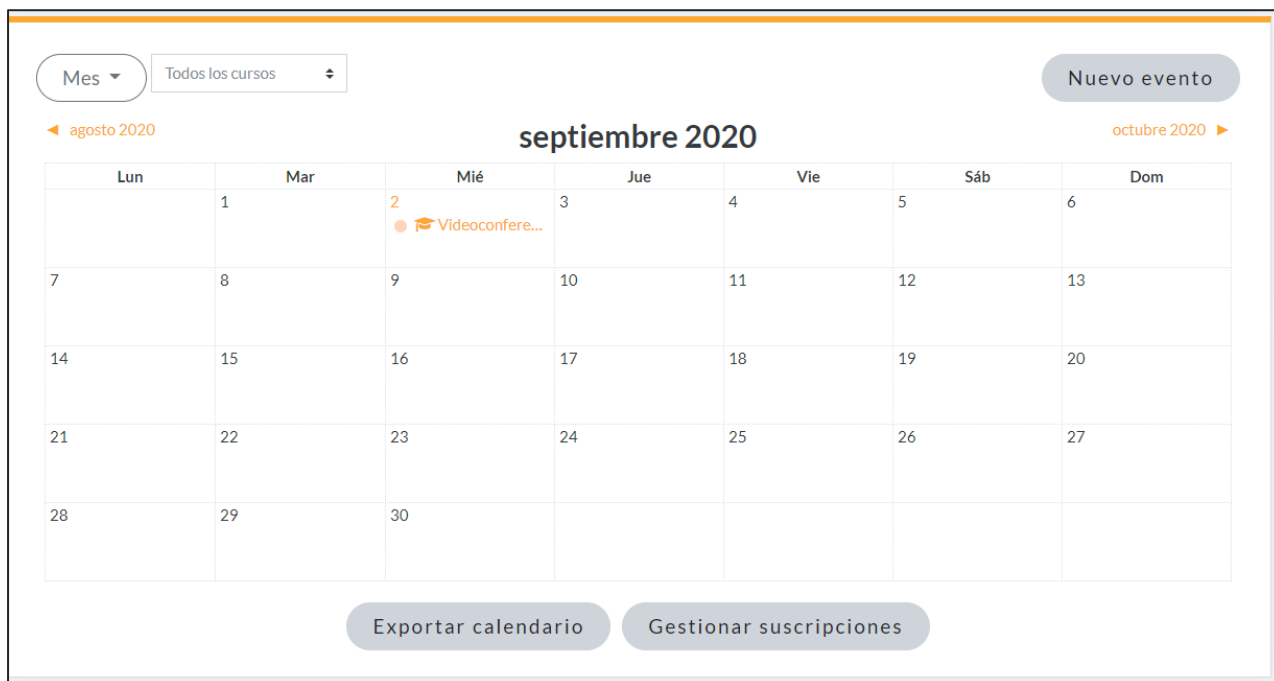 Mes Todos los cursos Nuevo evento
agosto 2020 septiembre 2020 octubre 2020
Lun Mar Mié Jue Vie Sáb Dom
1 2 3 4 5 6
Videoconfere...
7 8 9 10 11 12 13
14 15 16 17 18 19 20
21 22 23 24 25 26 27
28 29 30
Exportar calendario Gestionar suscripciones